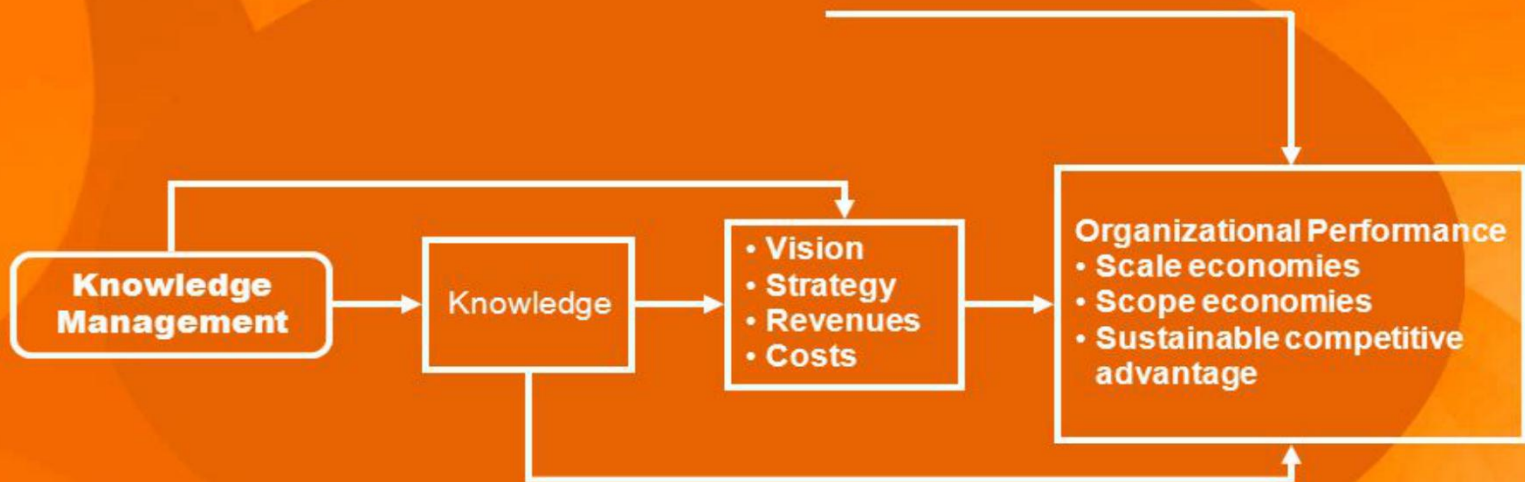 Knowledge
Management
Knowledge
• Vision
• Strategy
• Revenues
• Costs
Organizational Performance
• Scale economies
• Scope economies
• Sustainable competitive
advantage